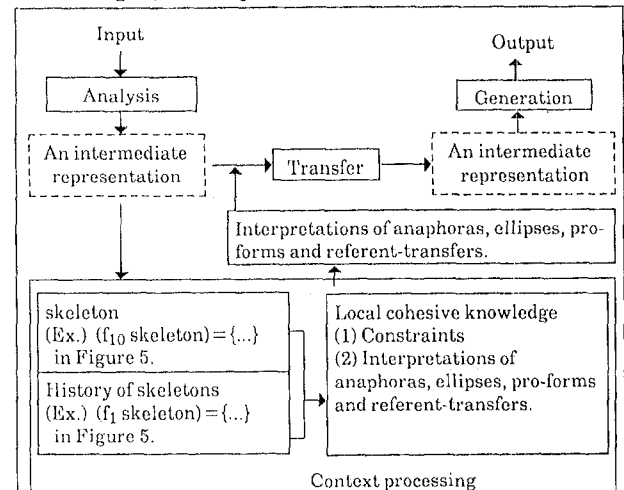 Input
Output
Analysis
Generation
An intermediate
representation
Transfer
An intermediate
representation
Interpretations of anaphoras, ellipses, pro-
forms and referent-transfers.
skeleton
(Ex.) (f10 skeleton)={...}
in Figure 5.
History of skeletons
(Ex.) (f1 skeleton)={...}
in Figure 5.
Local cohesive knowledge
(1) Constraints
(2) Interpretations of
anaphoras, ellipses, pro-forms
and referent-transfers.
Context processing